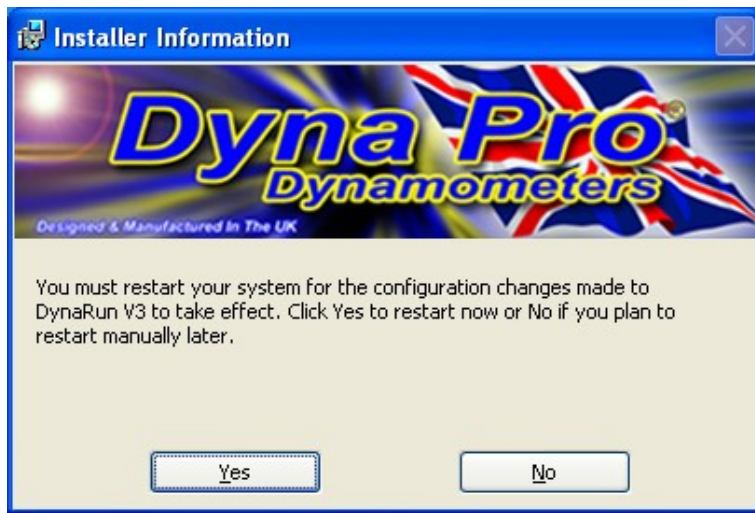 Installer Information
Dyna Pro®
Dynamometers
Designed & Manufactured In The UK
You must restart your system for the configuration changes made to
DynaRun V3 to take effect. Click Yes to restart now or No if you plan to
restart manually later.
Yes
No